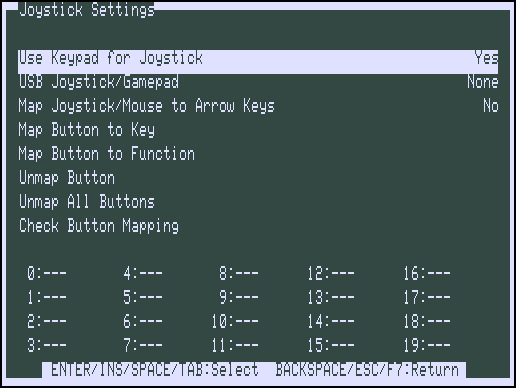 Joystick Settings
Use Keypad for Joystick Yes
USB Joystick/Gamepad None
Map Joystick/Mouse to Arrow Keys No
Map Button to Key
Map Button to Function
Unmap Button
Unmap All Buttons
Check Button Mapping
0:--- 4:--- 8:--- 12:--- 16:---
1:--- 5:--- 9:--- 13:--- 17:---
2:--- 6:--- 10:--- 14:--- 18:---
3:--- 7:--- 11:--- 15:--- 19:---
ENTER/INS/SPACE/TAB:Select BACKSPACE/ESC/F7:Return